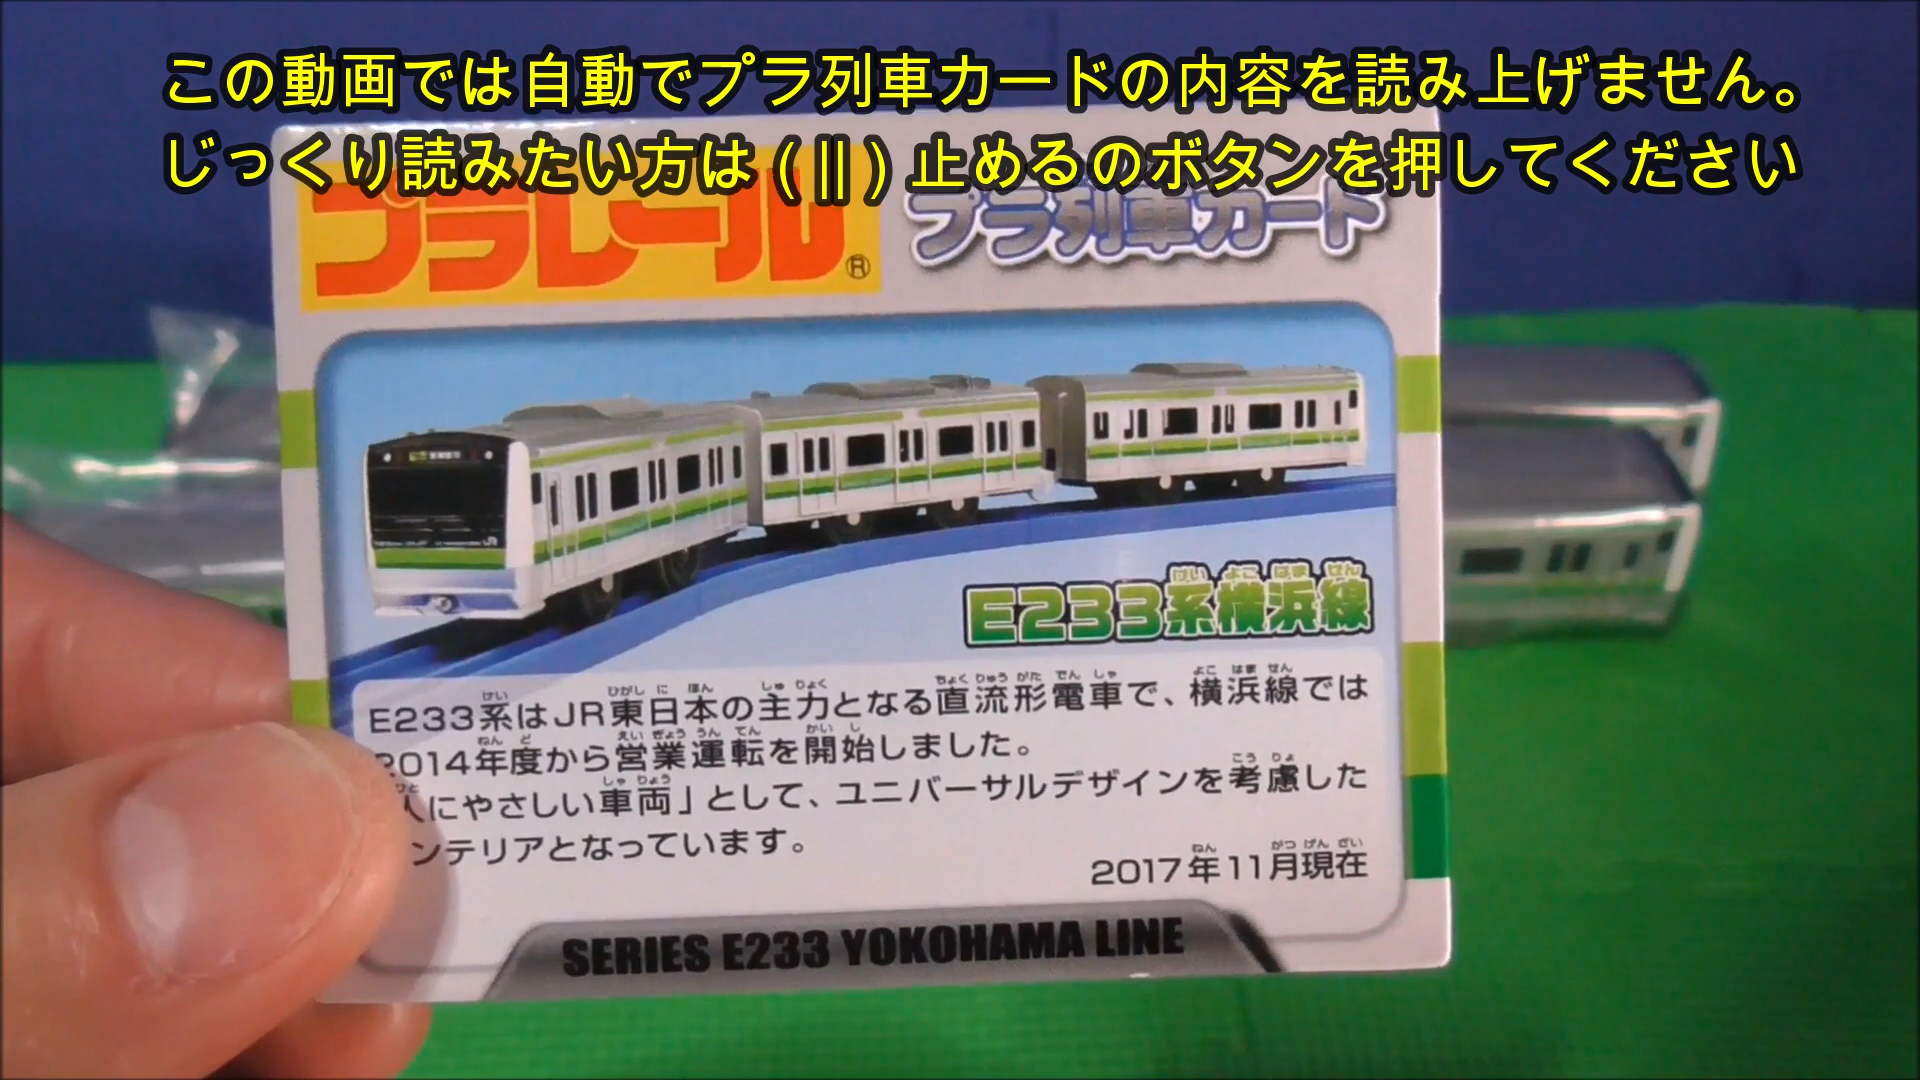 この動画では自動でプラ列車カードの内容を読み上げません。
じっくり読みたい方は(||)止めるのボタンを押してください
プラレール®
プラ列車カード
E233系横浜線
E233系はJR東日本の主力となる直流形電車で、横浜線では
2014年度から営業運転を開始しました。
人にやさしい車両」として、ユニバーサルデザインを考慮した
ンテリアとなっています。
2017年11月現在
SERIES E233 YOKOHAMA LINE